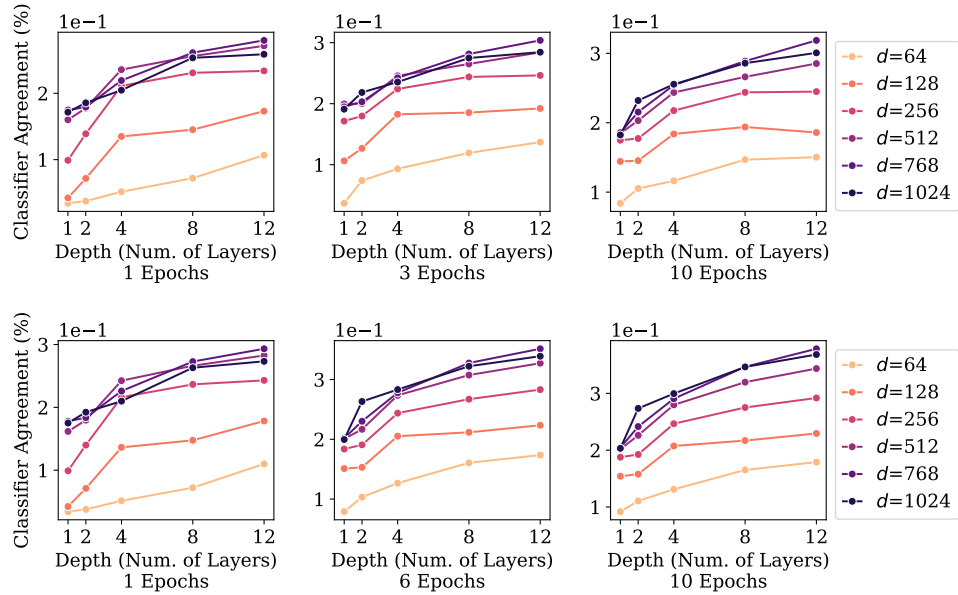 1e−1
Classifier Agreement (%)
2
1
1 2 4 8 12
Depth (Num. of Layers)
1 Epochs
3
2
1
1 2 4 8 12
Depth (Num. of Layers)
3 Epochs
1e−1
3
2
1
1 2 4 8 12
Depth (Num. of Layers)
10 Epochs
1e−1
d=64
d=128
d=256
d=512
d=768
d=1024
1e−1
Classifier Agreement (%)
3
2
1
1 2 4 8 12
Depth (Num. of Layers)
1 Epochs
1e−1
3
2
1
1 2 4 8 12
Depth (Num. of Layers)
6 Epochs
1e−1
3
2
1
1 2 4 8 12
Depth (Num. of Layers)
10 Epochs
d=64
d=128
d=256
d=512
d=768
d=1024